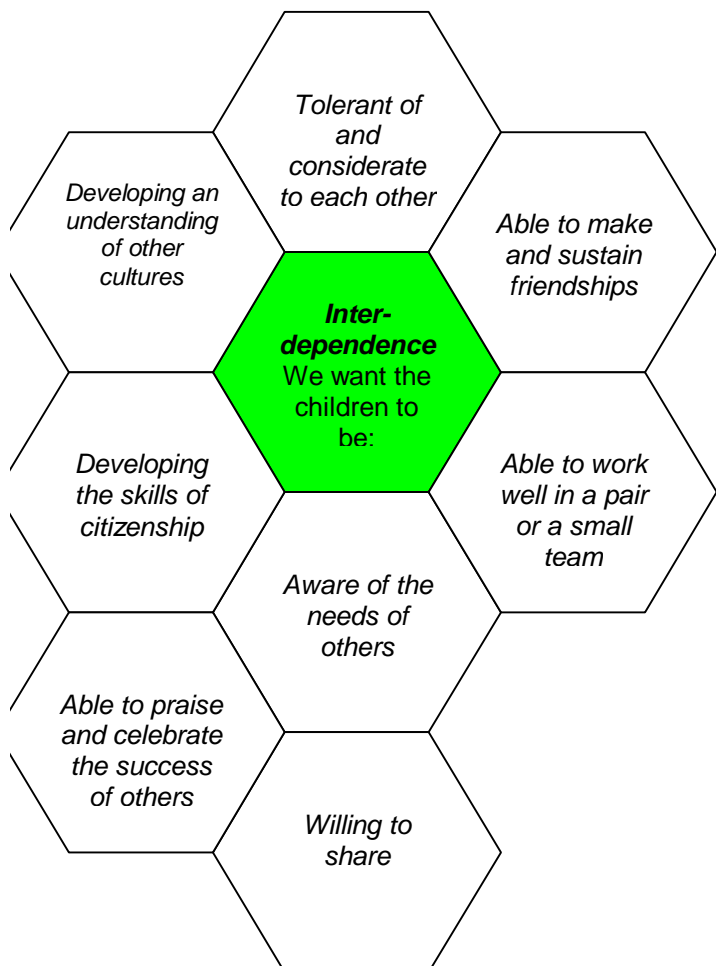 Tolerant of
and
considerate
to each other
Developing an
understanding
of other
cultures
Able to make
and sustain
friendships
Inter-
dependence
We want the
children to
be:
Developing
the skills of
citizenship
Able to work
well in a pair
or a small
team
Aware of the
needs of
others
Able to praise
and celebrate
the success
of others
Willing to
share